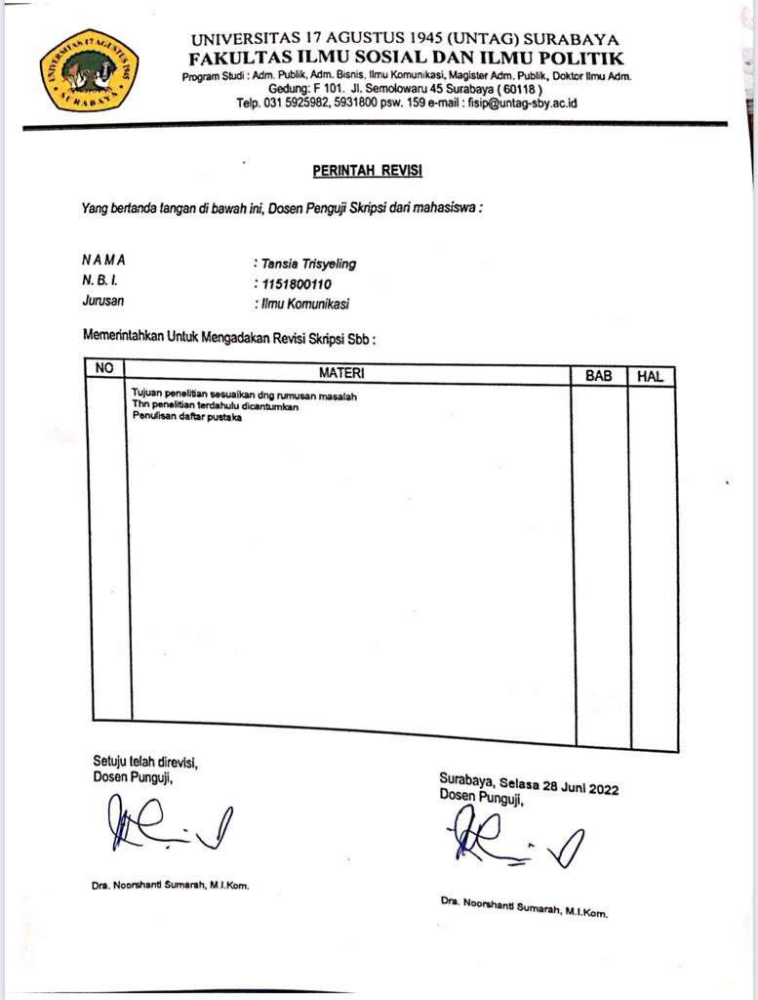 UNIVERSITAS 17 AGUSTUS 1945
SURABAYA
UNIVERSITAS 17 AGUSTUS 1945 (UNTAG) SURABAYA
FAKULTAS ILMU SOSIAL DAN ILMU POLITIK
Program Studi : Adm. Publik, Adm. Bisnis, Ilmu Komunikasi, Magister Adm. Publik, Doktor Ilmu Adm.
Gedung: F 101. Jl. Semolowaru 45 Surabaya ( 60118 )
Telp. 031 5925982, 5931800 psw. 159 e-mail : fisip@untag-sby.ac.id
PERINTAH REVISI
Yang bertanda tangan di bawah ini, Dosen Penguji Skripsi dari mahasiswa :
N A M A : Tansia Trisyeling
N. B. I. : 1151800110
Jurusan : Ilmu Komunikasi
Memerintahkan Untuk Mengadakan Revisi Skripsi Sbb :
NO MATERI BAB HAL
Tujuan penelitian sesuaikan dng rumusan masalah
Thn penelitian terdahulu dicantumkan
Penulisan daftar pustaka
Setuju telah direvisi,
Dosen Punguji,
Dra. Noorshanti Sumarah, M.I.Kom.
Surabaya, Selasa 28 Juni 2022
Dosen Punguji,
Dra. Noorshanti Sumarah, M.I.Kom.